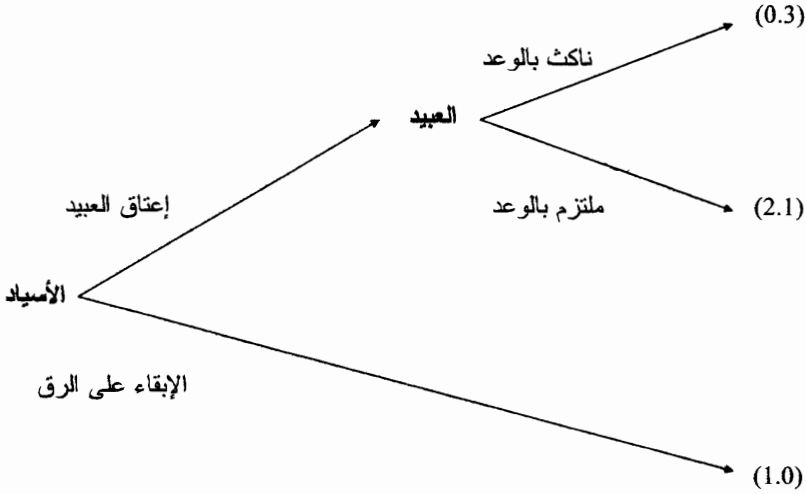 (0.3)
ناكث بالوعد
العبيد
إعتاق العبيد
ملتزم بالوعد
(2.1)
الأسياد
الإبقاء على الرق
(1.0)